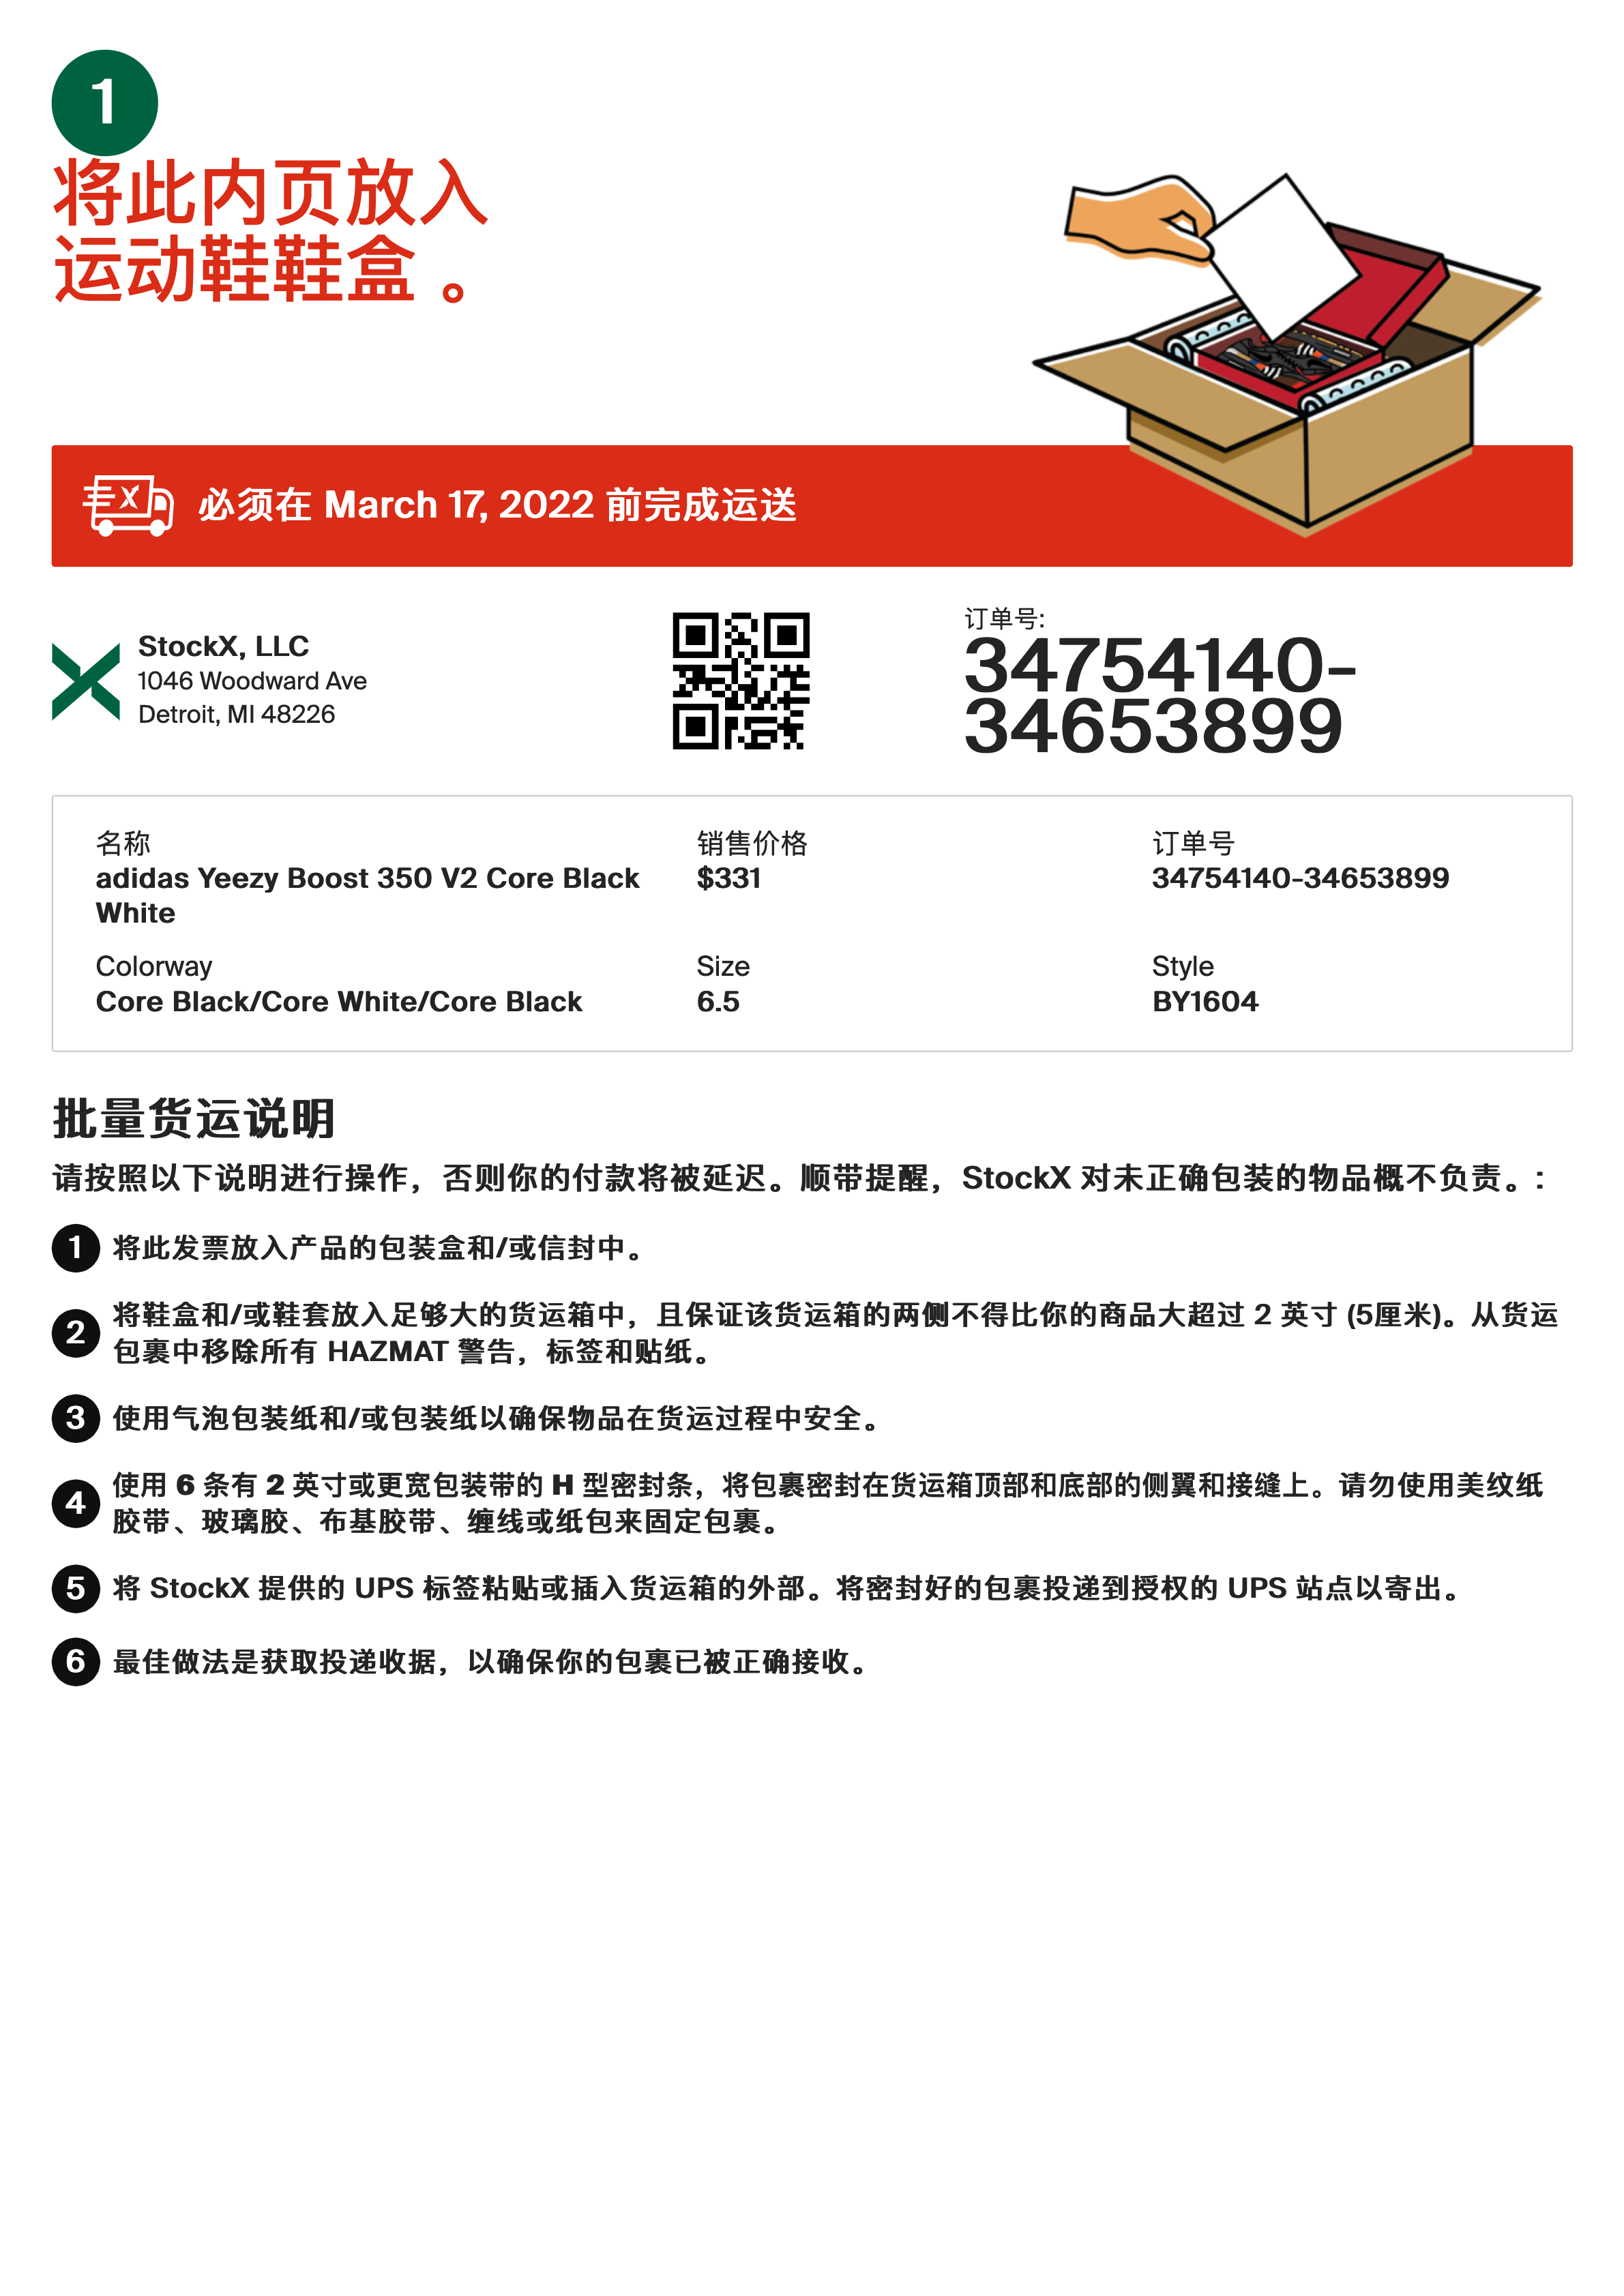 1
将此内页放入
运动鞋鞋盒 。
必须在 March 17, 2022 前完成运送
StockX, LLC
1046 Woodward Ave
Detroit, MI 48226
订单号:
34754140-
34653899
名称
adidas Yeezy Boost 350 V2 Core Black
White
销售价格
$331
订单号
34754140-34653899
Colorway
Core Black/Core White/Core Black
Size
6.5
Style
BY1604
批量货运说明
请按照以下说明进行操作，否则你的付款将被延迟。顺带提醒，StockX 对未正确包装的物品概不负责。:
1 将此发票放入产品的包装盒和/或信封中。
2 将鞋盒和/或鞋套放入足够大的货运箱中，且保证该货运箱的两侧不得比你的商品大超过 2 英寸 (5厘米)。从货运
包裹中移除所有 HAZMAT 警告，标签和贴纸。
3 使用气泡包装纸和/或包装纸以确保物品在货运过程中安全。
4 使用 6 条有 2 英寸或更宽包装带的 H 型密封条，将包裹密封在货运箱顶部和底部的侧翼和接缝上。请勿使用美纹纸
胶带、玻璃胶、布基胶带、缠线或纸包来固定包裹。
5 将 StockX 提供的 UPS 标签粘贴或插入货运箱的外部。将密封好的包裹投递到授权的 UPS 站点以寄出。
6 最佳做法是获取投递收据，以确保你的包裹已被正确接收。